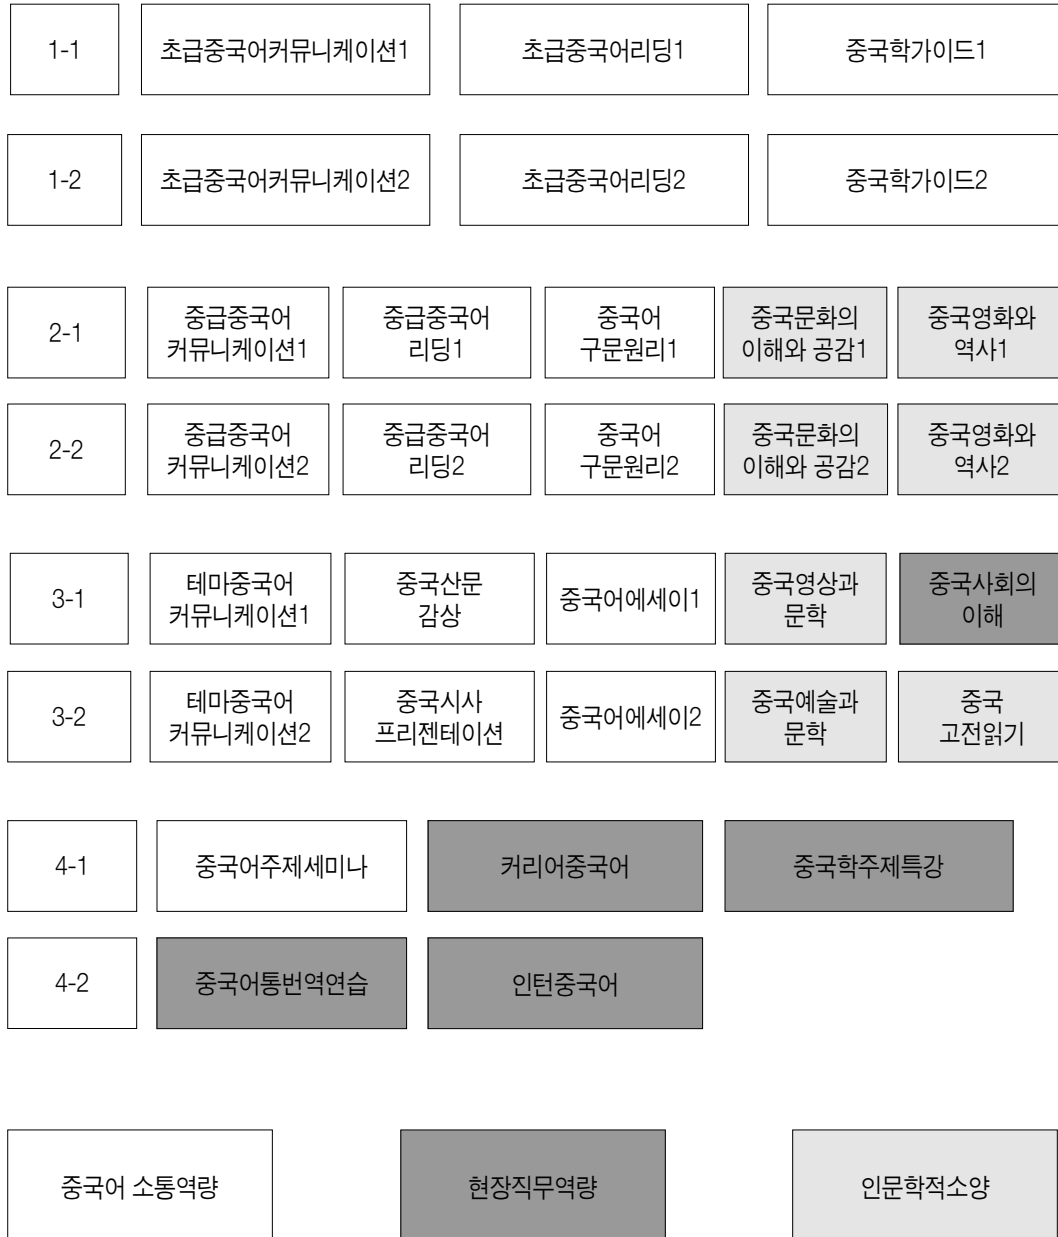 1-1
초급중국어커뮤니케이션1
초급중국어리딩1
중국학가이드1
1-2
초급중국어커뮤니케이션2
초급중국어리딩2
중국학가이드2
2-1
중급중국어
커뮤니케이션1
중급중국어
리딩1
중국어
구문원리1
중국문화의
이해와 공감1
중국영화와
역사1
2-2
중급중국어
커뮤니케이션2
중급중국어
리딩2
중국어
구문원리2
중국문화의
이해와 공감2
중국영화와
역사2
3-1
테마중국어
커뮤니케이션1
중국산문
감상
중국어에세이1
중국영상과
문학
중국사회의
이해
3-2
테마중국어
커뮤니케이션2
중국시사
프리젠테이션
중국어에세이2
중국예술과
문학
중국
고전읽기
4-1
중국어주제세미나
커리어중국어
중국학주제특강
4-2
중국어통번역연습
인턴중국어
중국어 소통역량
현장직무역량
인문학적소양